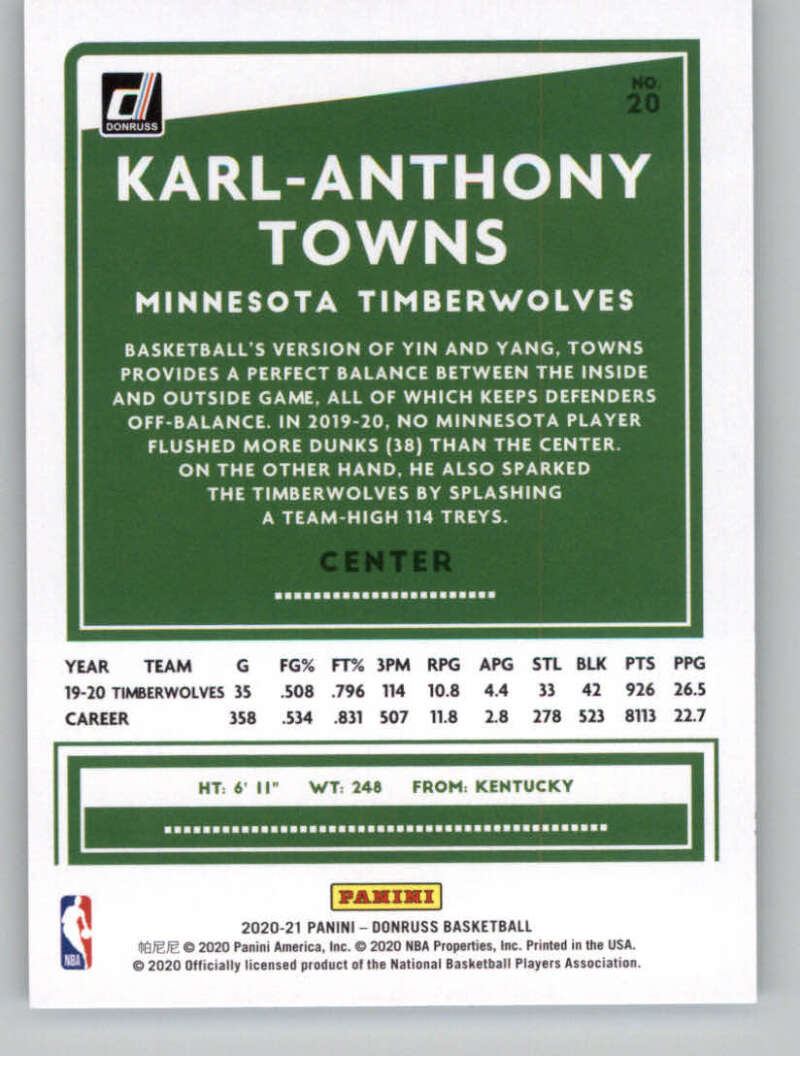 DONRUSS
NO.
20
KARL-ANTHONY
TOWNS
MINNESOTA TIMBERWOLVES
BASKETBALL'S VERSION OF YIN AND YANG, TOWNS
PROVIDES A PERFECT BALANCE BETWEEN THE INSIDE
AND OUTSIDE GAME, ALL OF WHICH KEEPS DEFENDERS
OFF-BALANCE. IN 2019-20, NO MINNESOTA PLAYER
FLUSHED MORE DUNKS (38) THAN THE CENTER.
ON THE OTHER HAND, HE ALSO SPARKED
THE TIMBERWOLVES BY SPLASHING
A TEAM-HIGH 114 TREYS.
CENTER
YEAR TEAM G FG% FT% 3PM RPG APG STL BLK PTS PPG
19-20 TIMBERWOLVES 35 .508 .796 114 10.8 4.4 33 42 926 26.5
CAREER 358 .534 .831 507 11.8 2.8 278 523 8113 22.7
HT: 6' 11" WT: 248 FROM: KENTUCKY
PANINI
NBA
2020-21 PANINI – DONRUSS BASKETBALL
帕尼尼 © 2020 Panini America, Inc. © 2020 NBA Properties, Inc. Printed in the USA.
© 2020 Officially licensed product of the National Basketball Players Association.